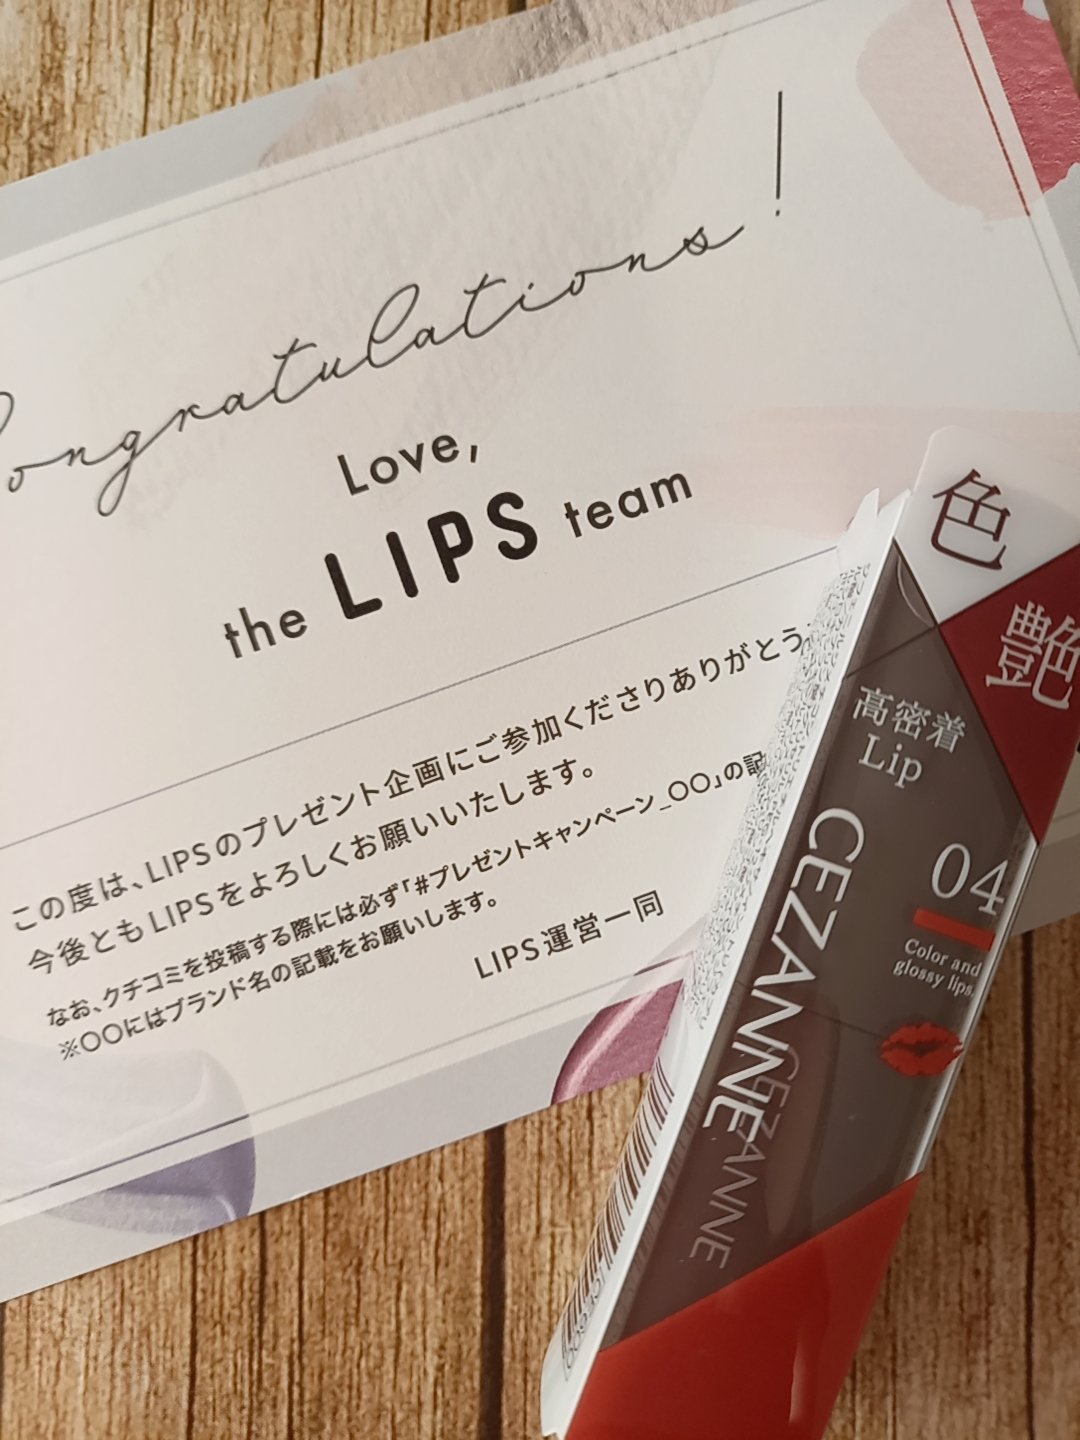 Congratulations!
Love,
the LIPS team
この度は、LIPSのプレゼント企画にご参加くださりありがとう
今後ともLIPSをよろしくお願いいたします。
なお、クチコミを投稿する際には必ず「#プレゼントキャンペーン_〇〇」の記
※〇〇にはブランド名の記載をお願いします。
LIPS運営一同
色
艶
高密着
Lip
CEZANNE
CEZANNE
04
Color and
glossy lips.